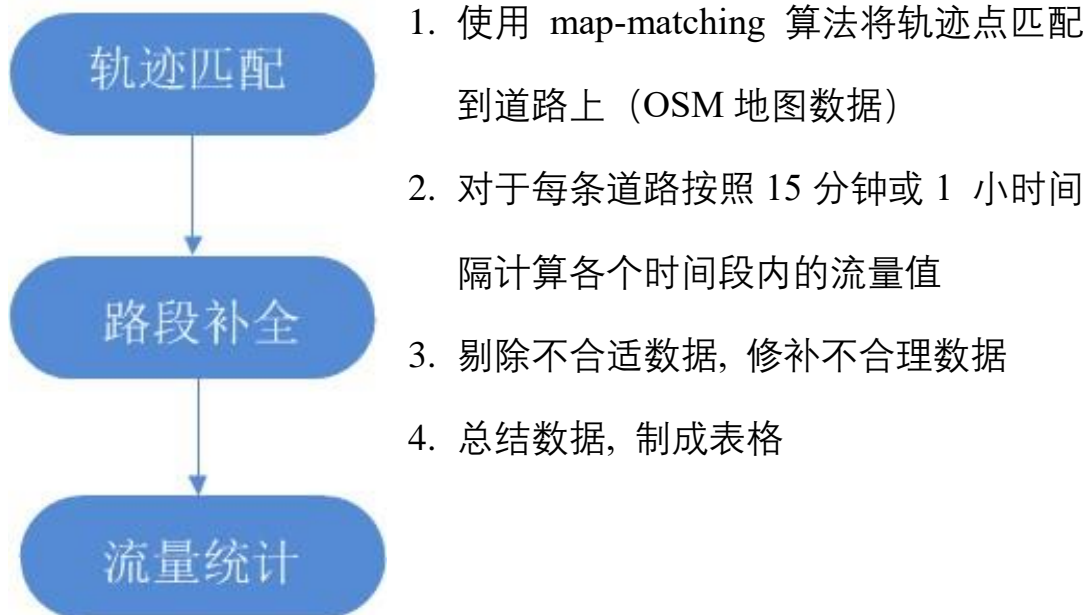 轨迹匹配
路段补全
流量统计
1. 使用 map-matching 算法将轨迹点匹配
到道路上（OSM 地图数据）
2. 对于每条道路按照 15 分钟或 1 小时间
隔计算各个时间段内的流量值
3. 剔除不合适数据, 修补不合理数据
4. 总结数据, 制成表格